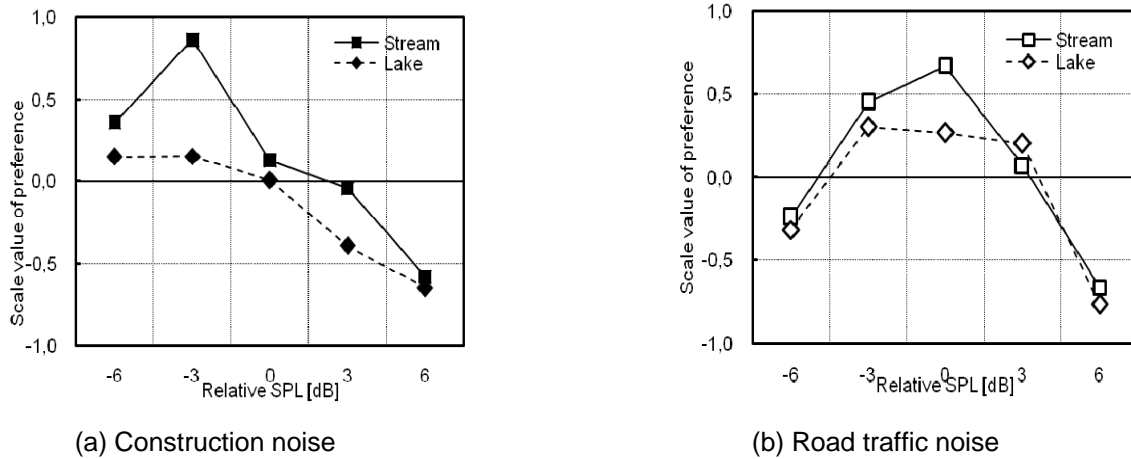 1,0
0,5
0,0
-0,5
-1,0
Scale value of preference
Stream
Lake
-6 -3 0 3 6
Relative SPL [dB]
(a) Construction noise
1,0
0,5
0,0
-0,5
-1,0
Scale value of preference
Stream
Lake
-6 -3 0 3 6
Relative SPL [dB]
(b) Road traffic noise